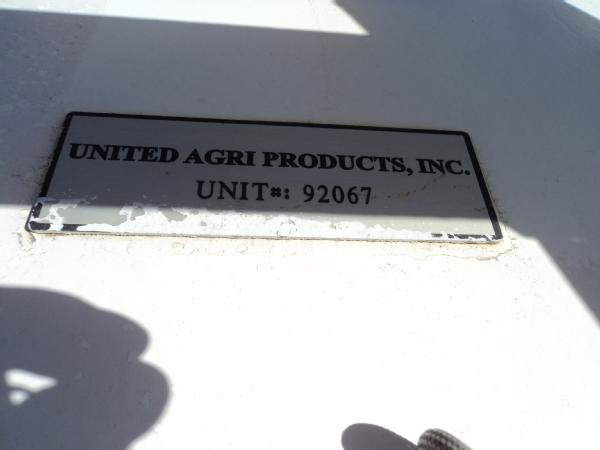 UNITED AGRI PRODUCTS, INC.
UNIT#: 92067